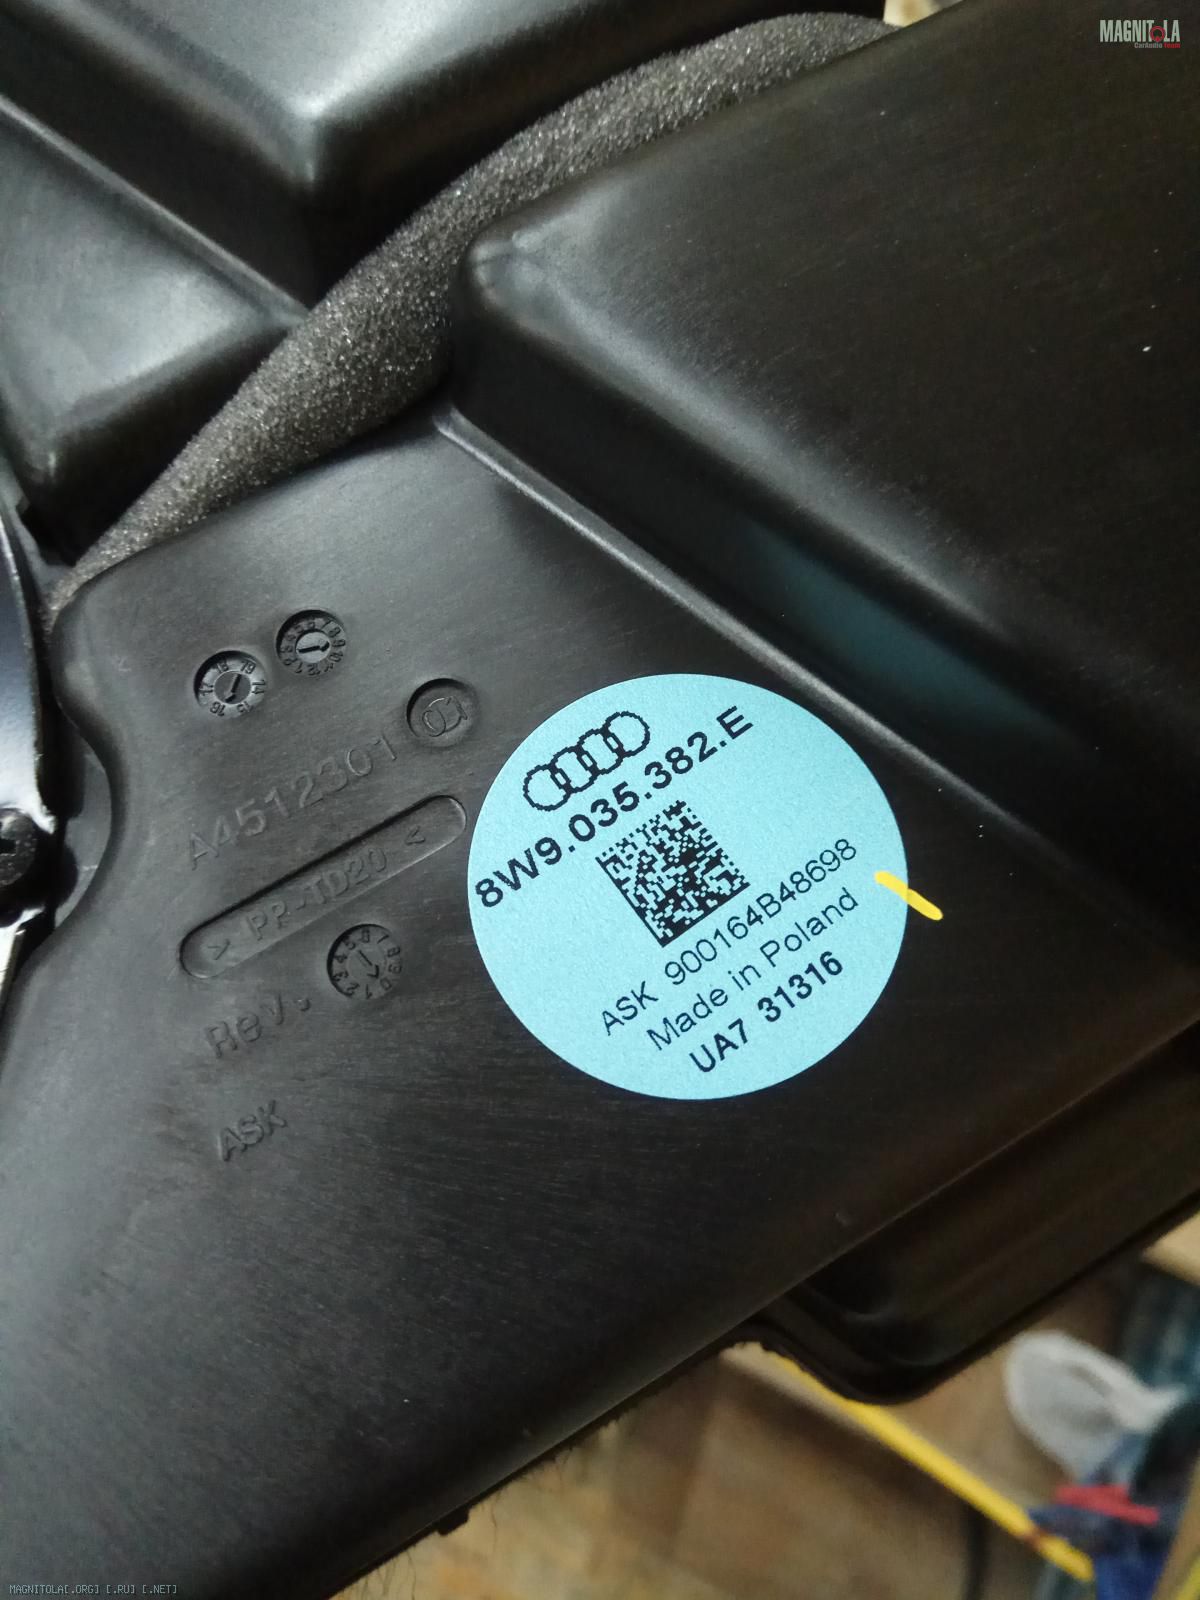 MAGNITOLA
CarAudio Team
A4512301
01
> PP-TD20 <
Rev.
ASK
8W9.035.382.E
ASK 900164B48698
Made in Poland
UA7 31316
MAGNITOLA[.ORG] [.RU] [.NET]